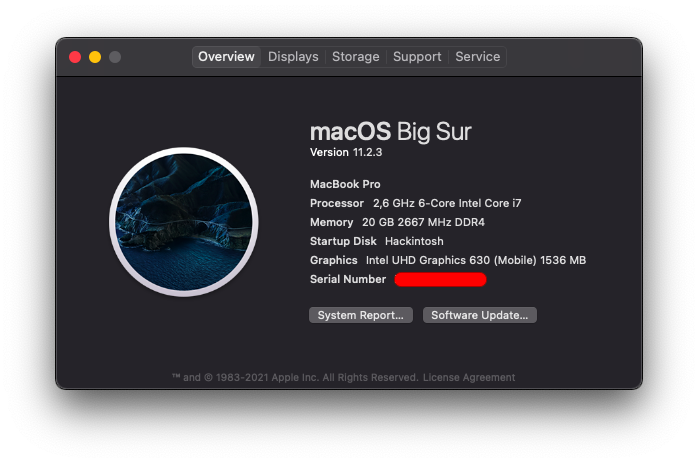 Overview Displays Storage Support Service
macOS Big Sur
Version 11.2.3
MacBook Pro
Processor 2,6 GHz 6-Core Intel Core i7
Memory 20 GB 2667 MHz DDR4
Startup Disk Hackintosh
Graphics Intel UHD Graphics 630 (Mobile) 1536 MB
Serial Number
System Report... Software Update...
™ and © 1983-2021 Apple Inc. All Rights Reserved. License Agreement